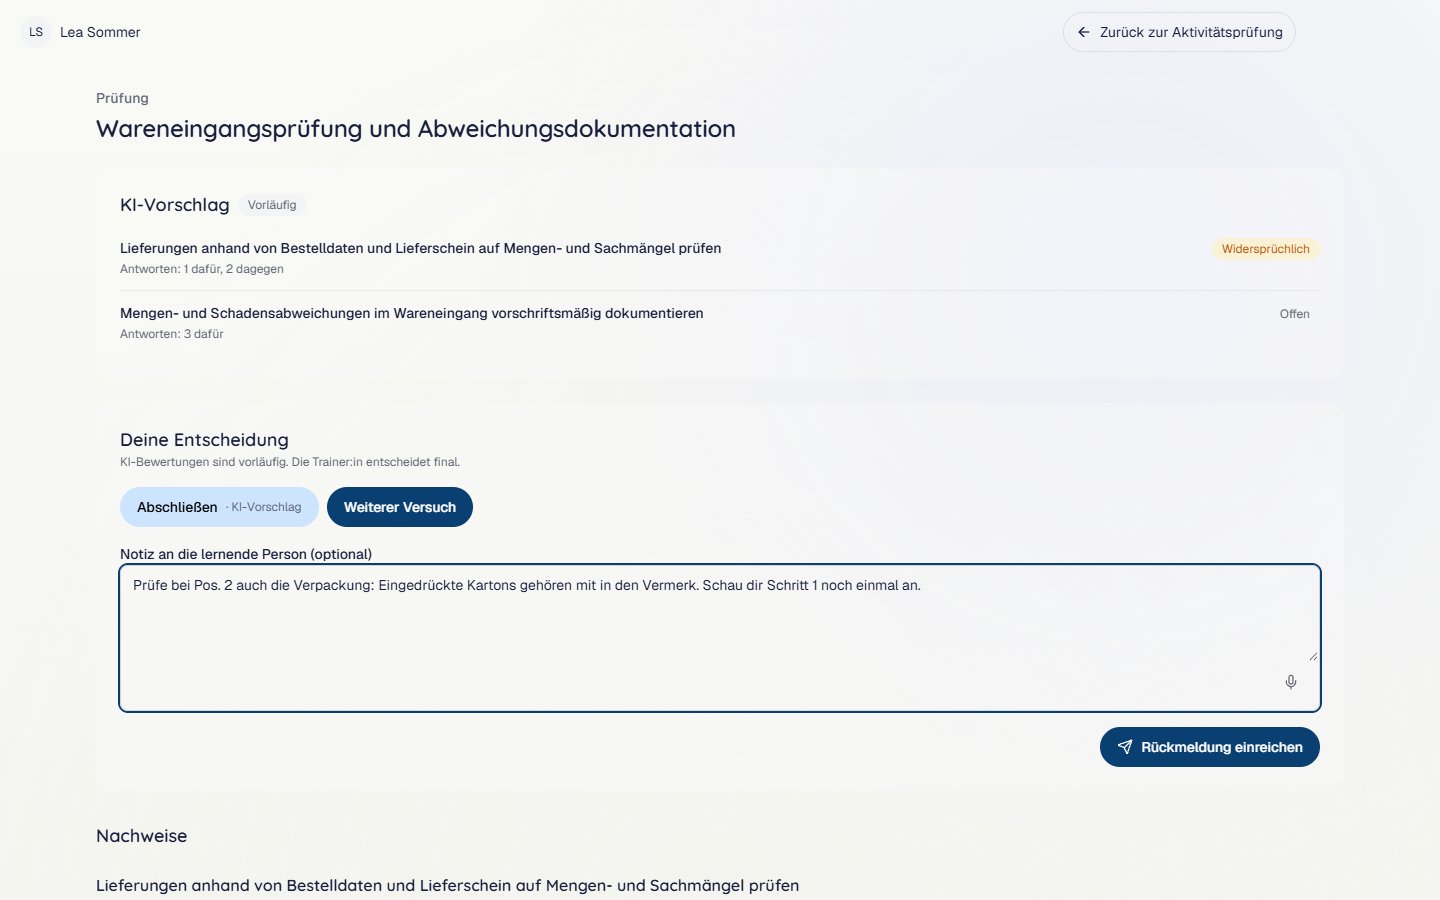 LS Lea Sommer
Zurück zur Aktivitätsprüfung
Prüfung
Wareneingangsprüfung und Abweichungsdokumentation
KI-Vorschlag Vorläufig
Lieferungen anhand von Bestelldaten und Lieferschein auf Mengen- und Sachmängel prüfen
Widersprüchlich
Antworten: 1 dafür, 2 dagegen
Mengen- und Schadensabweichungen im Wareneingang vorschriftsmäßig dokumentieren
Offen
Antworten: 3 dafür
Deine Entscheidung
KI-Bewertungen sind vorläufig. Die Trainer:in entscheidet final.
Abschließen · KI-Vorschlag
Weiterer Versuch
Notiz an die lernende Person (optional)
Prüfe bei Pos. 2 auch die Verpackung: Eingedrückte Kartons gehören mit in den Vermerk. Schau dir Schritt 1 noch einmal an.
Rückmeldung einreichen
Nachweise
Lieferungen anhand von Bestelldaten und Lieferschein auf Mengen- und Sachmängel prüfen